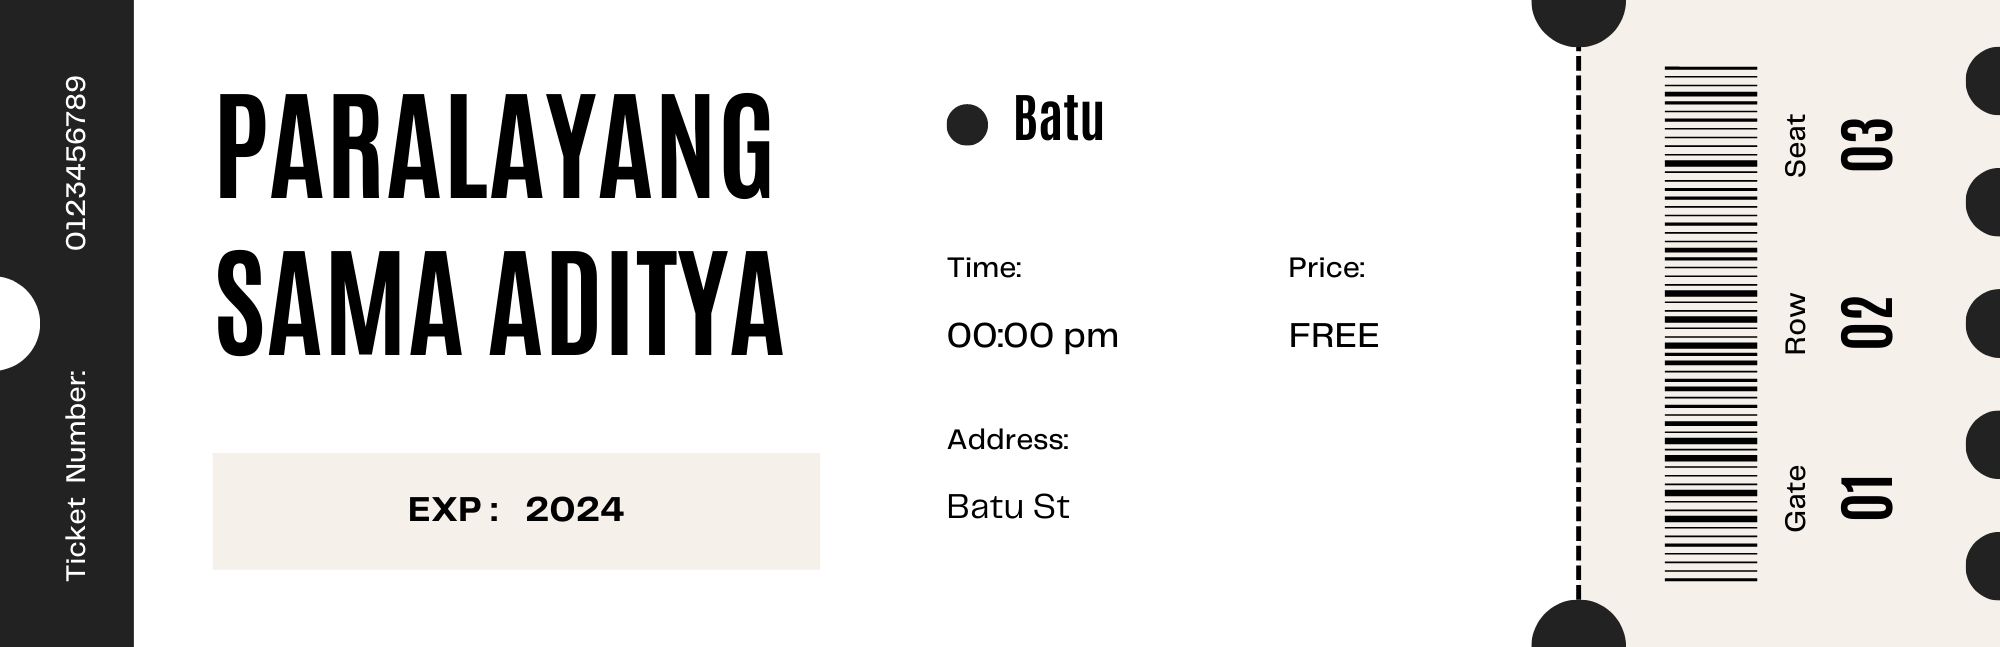 Ticket Number: 0123456789
PARALAYANG
SAMA ADITYA
EXP : 2024
Batu
Time:
00:00 pm
Price:
FREE
Address:
Batu St
Gate Row Seat
01 02 03